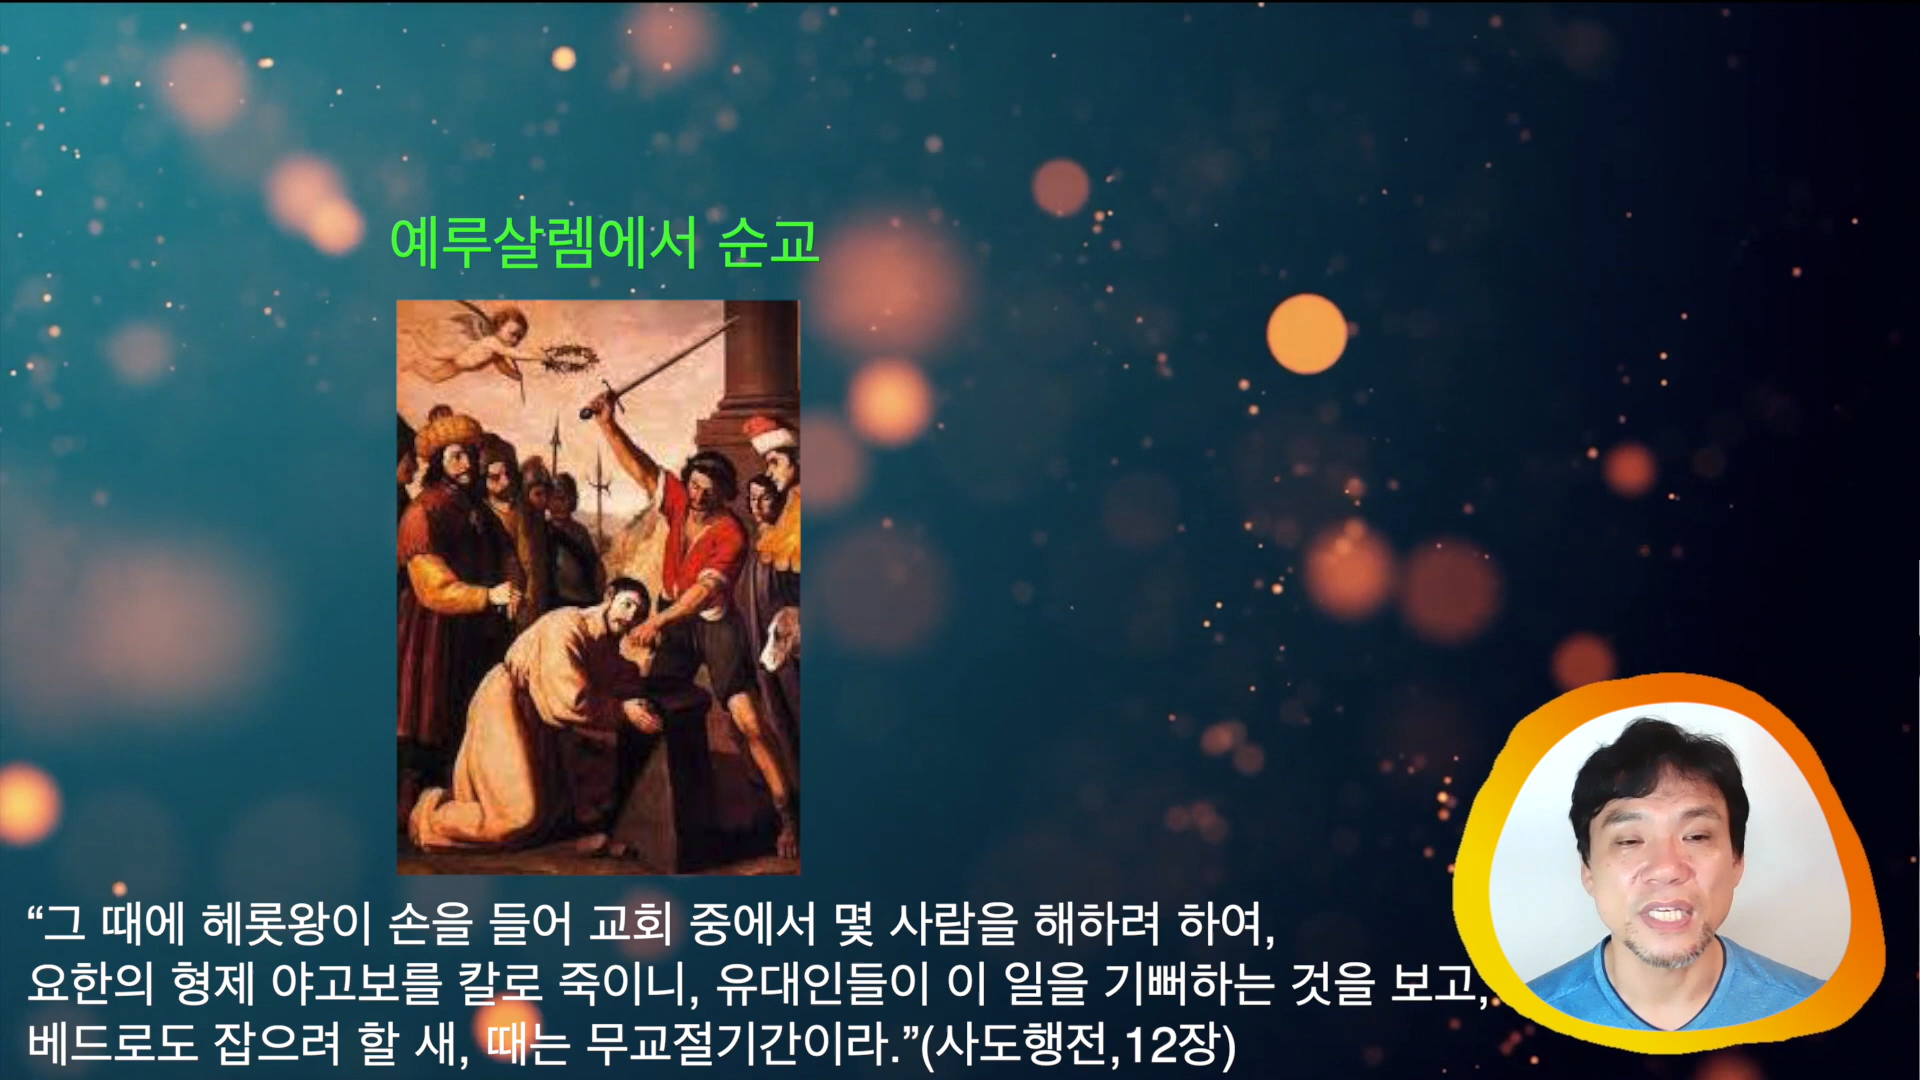 예루살렘에서 순교
“그 때에 헤롯왕이 손을 들어 교회 중에서 몇 사람을 해하려 하여,
요한의 형제 야고보를 칼로 죽이니, 유대인들이 이 일을 기뻐하는 것을 보고,
베드로도 잡으려 할 새, 때는 무교절기간이라.”(사도행전,12장)